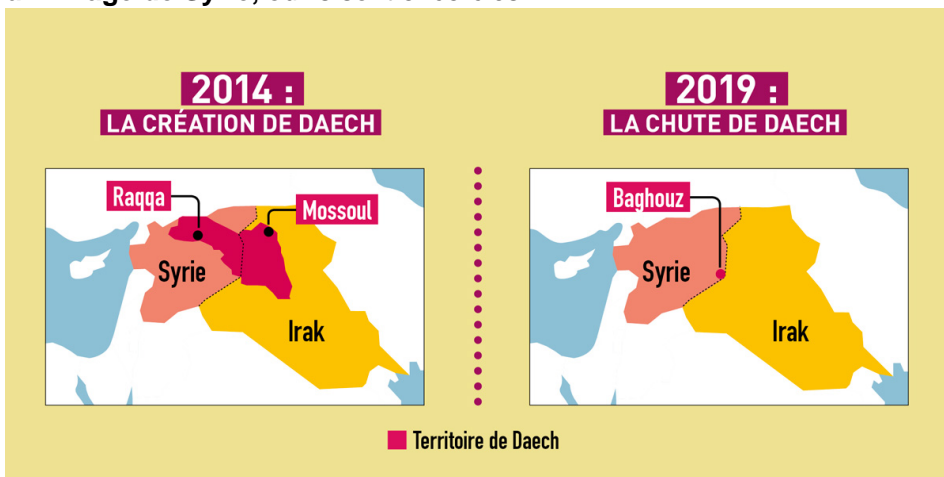 2014 :
LA CRÉATION DE DAECH
Raqqa
Mossoul
Syrie
Irak
2019 :
LA CHUTE DE DAECH
Baghouz
Syrie
Irak
Territoire de Daech